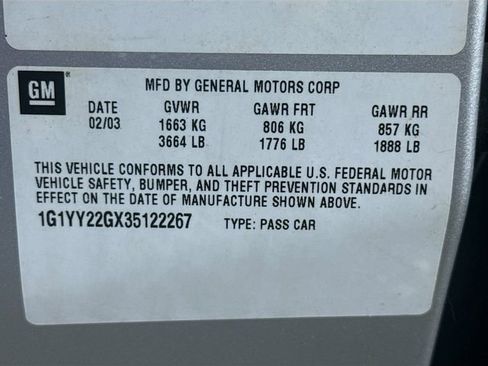 GM
MFD BY GENERAL MOTORS CORP
DATE GVWR GAWR FRT GAWR RR
02/03 1663 KG 806 KG 857 KG
3664 LB 1776 LB 1888 LB
THIS VEHICLE CONFORMS TO ALL APPLICABLE U.S. FEDERAL MOTOR
VEHICLE SAFETY, BUMPER, AND THEFT PREVENTION STANDARDS IN
EFFECT ON THE DATE OF MANUFACTURE SHOWN ABOVE.
1G1YY22GX35122267 TYPE: PASS CAR